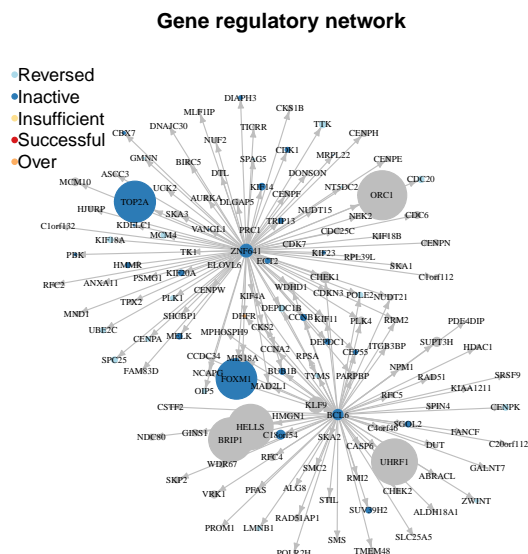 Gene regulatory network
Reversed
Inactive
Insufficient
Successful
Over
DIAPH3
MLF1IP
CKS1B
DNAJC30
TICRR
TTK
CBX7
NUF2
CENPH
GMNN
BIRC5
SPAG5
CDK1
MRPL22
ASCC3
DTL
DONSON
CENPE
MCM10
UCK2
KIF14
CENPF
NTSDC2
CDC20
AURKA
DLGAP5
TOP2A
ORC1
HJURP
SKA3
NUDT15
NEK2
CDC6
C1orf132
KDELC1
VANGL1
PRC1
TRIP13
CDC25C
KIF18A
MCM4
KIF18B
CENPN
CDK7
PBK
TK1
ZNF641
KIF23
RPL39L
ECT2
HMMR
ELOVL6
SKA1
RFC2
ANXA11
PSMG1
KIF20A
CHEK1
C1orf112
WDHD1
TPX2
PLK1
CENPW
KIF4A
CDKN3
POLE2
NUDT21
MND1
SHCBP1
DHFR
DEPDC1B
CCNB
KIF11
PLK4
RRM2
PDE4DIP
UBE2C
CENPA
MELK
MPHOSPH9
CKS2
DEPDC1
ITGB3BP
SUPT3H
HDAC1
SPC25
CCDC34
MIS18A
CCNA2
RPSA
CEP55
NPM1
FAM83D
NCAPG
FOXM1
BUB1B
TYMS
PARPBP
RAD51
SRSF9
OIP5
MAD2L1
RFC5
KIAA1211
CSTF2
KLF9
BCL6
SPIN4
CENPK
HELLS
HMGN1
SGOL2
NDC80
GINS1
BRIP1
C18orf54
SKA2
C4orf46
FANCF
CASP6
DUT
C20orf112
WDR67
RFC4
UHRF1
SKP2
SMC2
RMI2
ABRACL
GALNT7
VRK1
PFAS
ALG8
CHEK2
ZWINT
STIL
PROM1
LMNB1
RAD51AP1
SUV39H2
ALDH18A1
SMS
SLC25A5
POLR2H
TMEM48